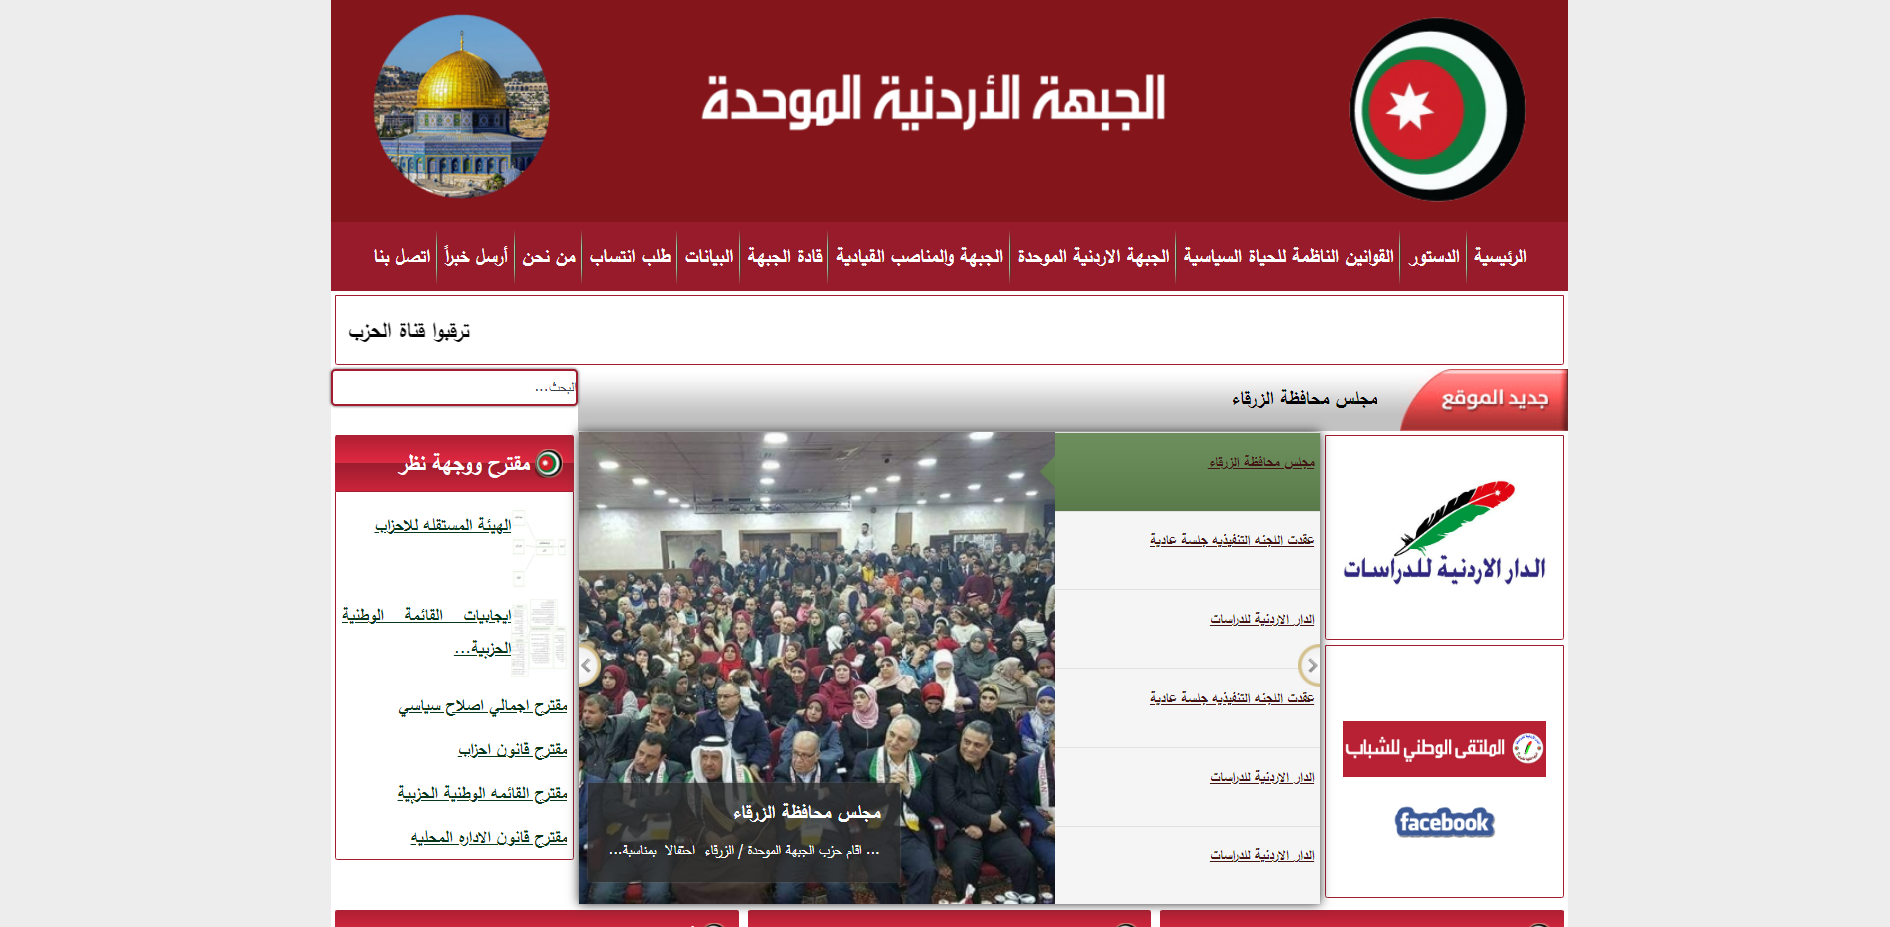 الجبهة الأردنية الموحدة
الرئيسية
الدستور
القوانين الناظمة للحياة السياسية
الجبهة الاردنية الموحدة
الجبهة والمناصب القيادية
قادة الجبهة
البيانات
طلب انتساب
من نحن
أرسل خبراً
اتصل بنا
ترقبوا قناة الحزب
جديد الموقع
مجلس محافظة الزرقاء
البحث...
الدار الاردنية للدراسات
الملتقى الوطني للشباب
facebook
مجلس محافظة الزرقاء
عقدت اللجنه التنفيذيه جلسة عادية
الدار الاردنية للدراسات
عقدت اللجنه التنفيذيه جلسة عادية
الدار الاردنية للدراسات
الدار الاردنية للدراسات
مجلس محافظة الزرقاء
... اقام حزب الجبهة الموحدة / الزرقاء احتفالا بمناسبة...
مقترح ووجهة نظر
الهيئة المستقله للاحزاب
ايجابيات القائمة الوطنية
الحزبية...
مقترح اجمالي اصلاح سياسي
مقترح قانون احزاب
مقترح القائمه الوطنية الحزبية
مقترح قانون الاداره المحليه